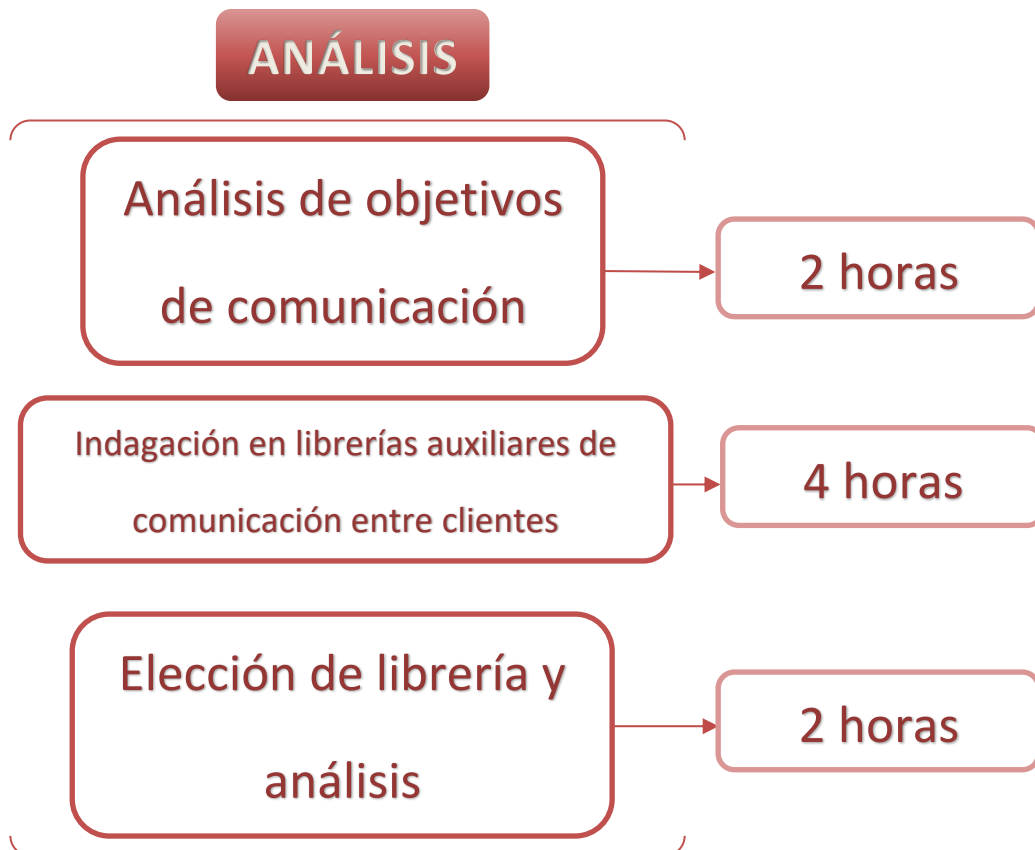 ANÁLISIS
Análisis de objetivos
de comunicación
2 horas
Indagación en librerías auxiliares de
comunicación entre clientes
4 horas
Elección de librería y
análisis
2 horas